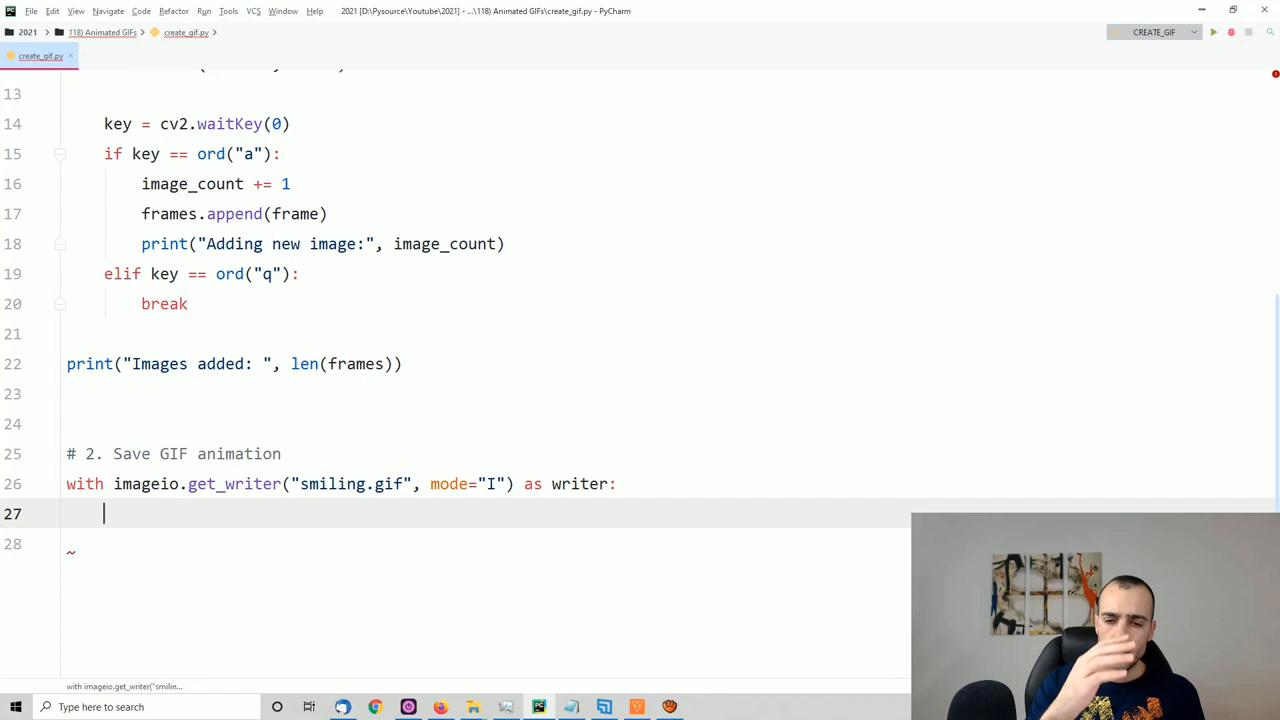 File Edit View Navigate Code Refactor Run Tools VCS Window Help 2021 [D:\Pysource\Youtube\2021] - ...\118) Animated GIFs\create_gif.py - PyCharm
2021 118) Animated GIFs create_gif.py CREATE_GIF
create_gif.py
13
14 key = cv2.waitKey(0)
15 if key == ord("a"):
16 image_count += 1
17 frames.append(frame)
18 print("Adding new image:", image_count)
19 elif key == ord("q"):
20 break
21
22 print("Images added: ", len(frames))
23
24
25 # 2. Save GIF animation
26 with imageio.get_writer("smiling.gif", mode="I") as writer:
27
28
with imageio.get_writer("smilin...
Type here to search